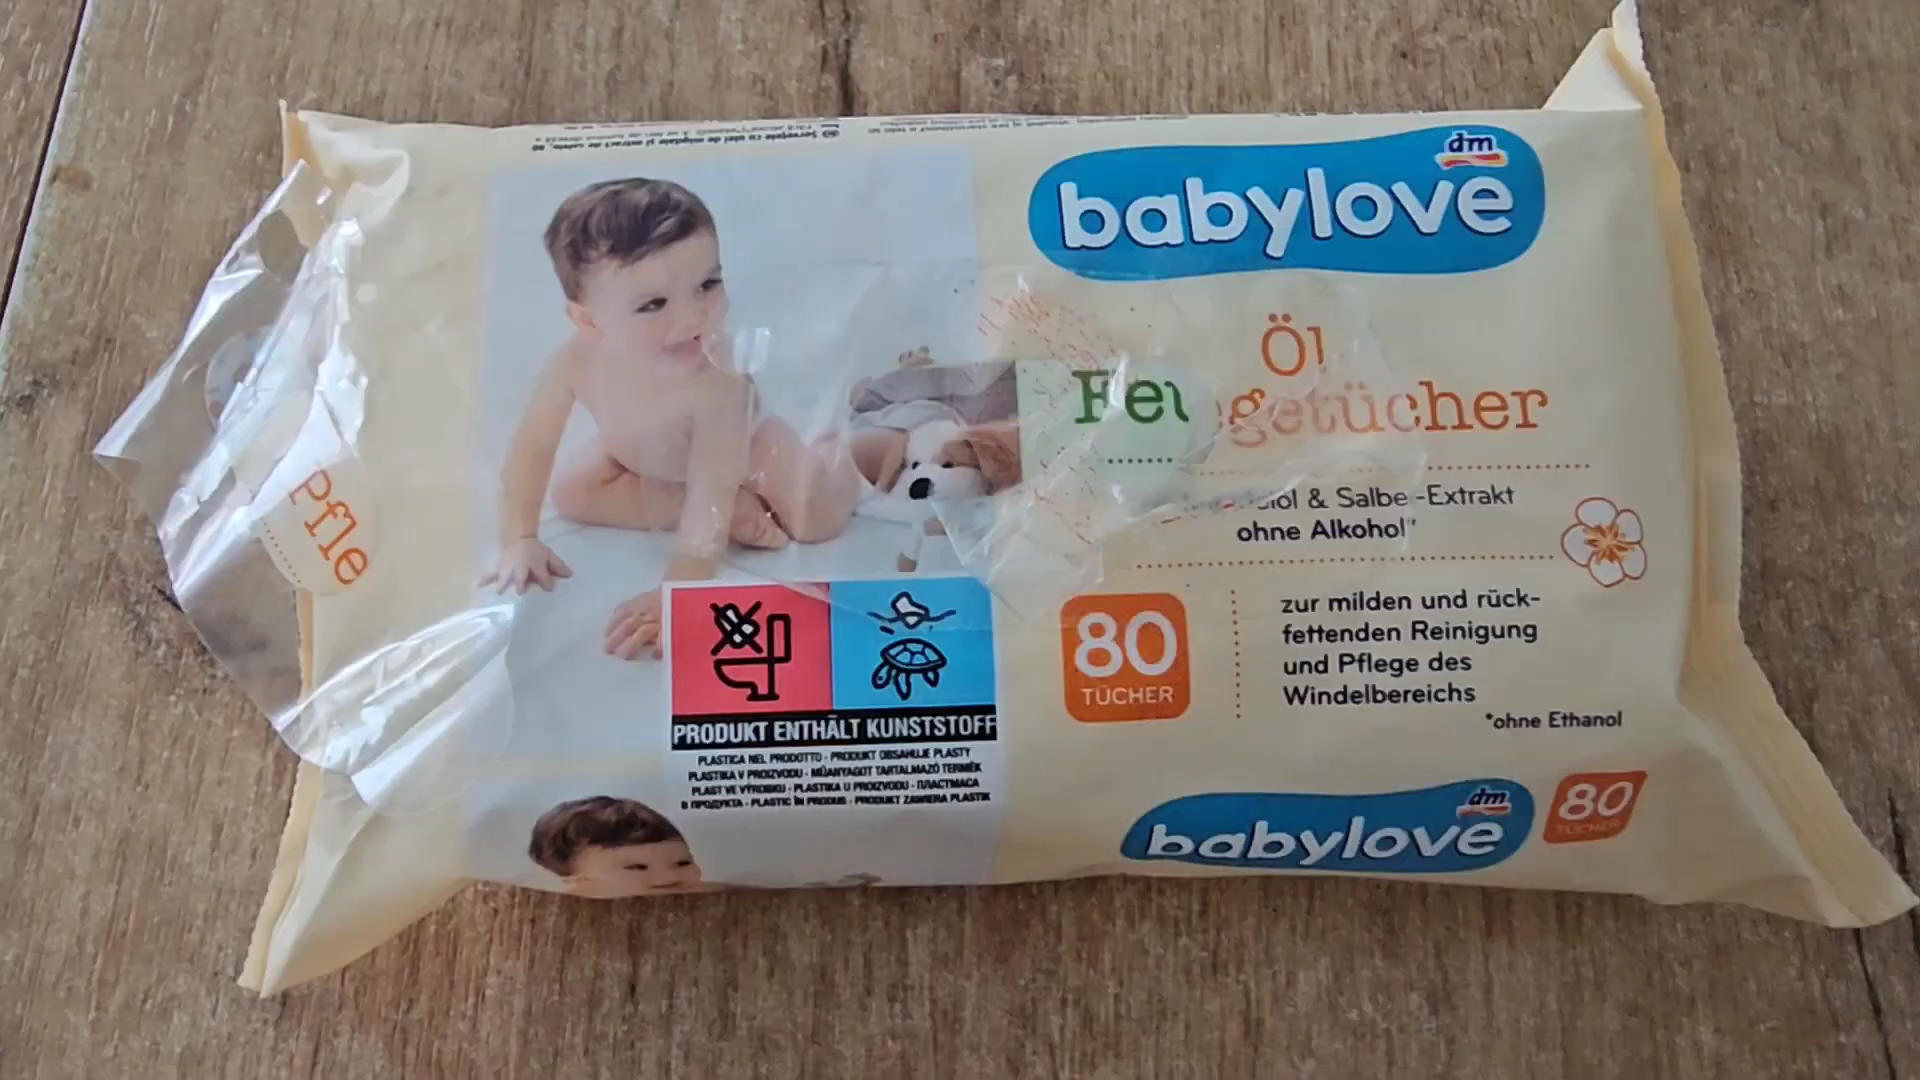 dm
babylove
Öl
Feu
getücher
Pfle
& Salbe -Extrakt
ohne Alkohol*
80
TÜCHER
zur milden und rück-
fettenden Reinigung
und Pflege des
Windelbereichs
*ohne Ethanol
PRODUKT ENTHÄLT KUNSTSTOFF
PLASTICA NEL PRODOTTO - PRODUKT OBSAHUJE PLASTY
PLASTIKA V PROIZVODU - MŰANYAGOT TARTALMAZÓ TERMÉK
PLAST VE VÝROBKU - PLASTIKA U PROIZVODU - ПЛАСТМАСА
В ПРОДУКТА - PLASTIC ÎN PRODUS - PRODUKT ZAWIERA PLASTIK
dm
babylove
80
TÜCHER